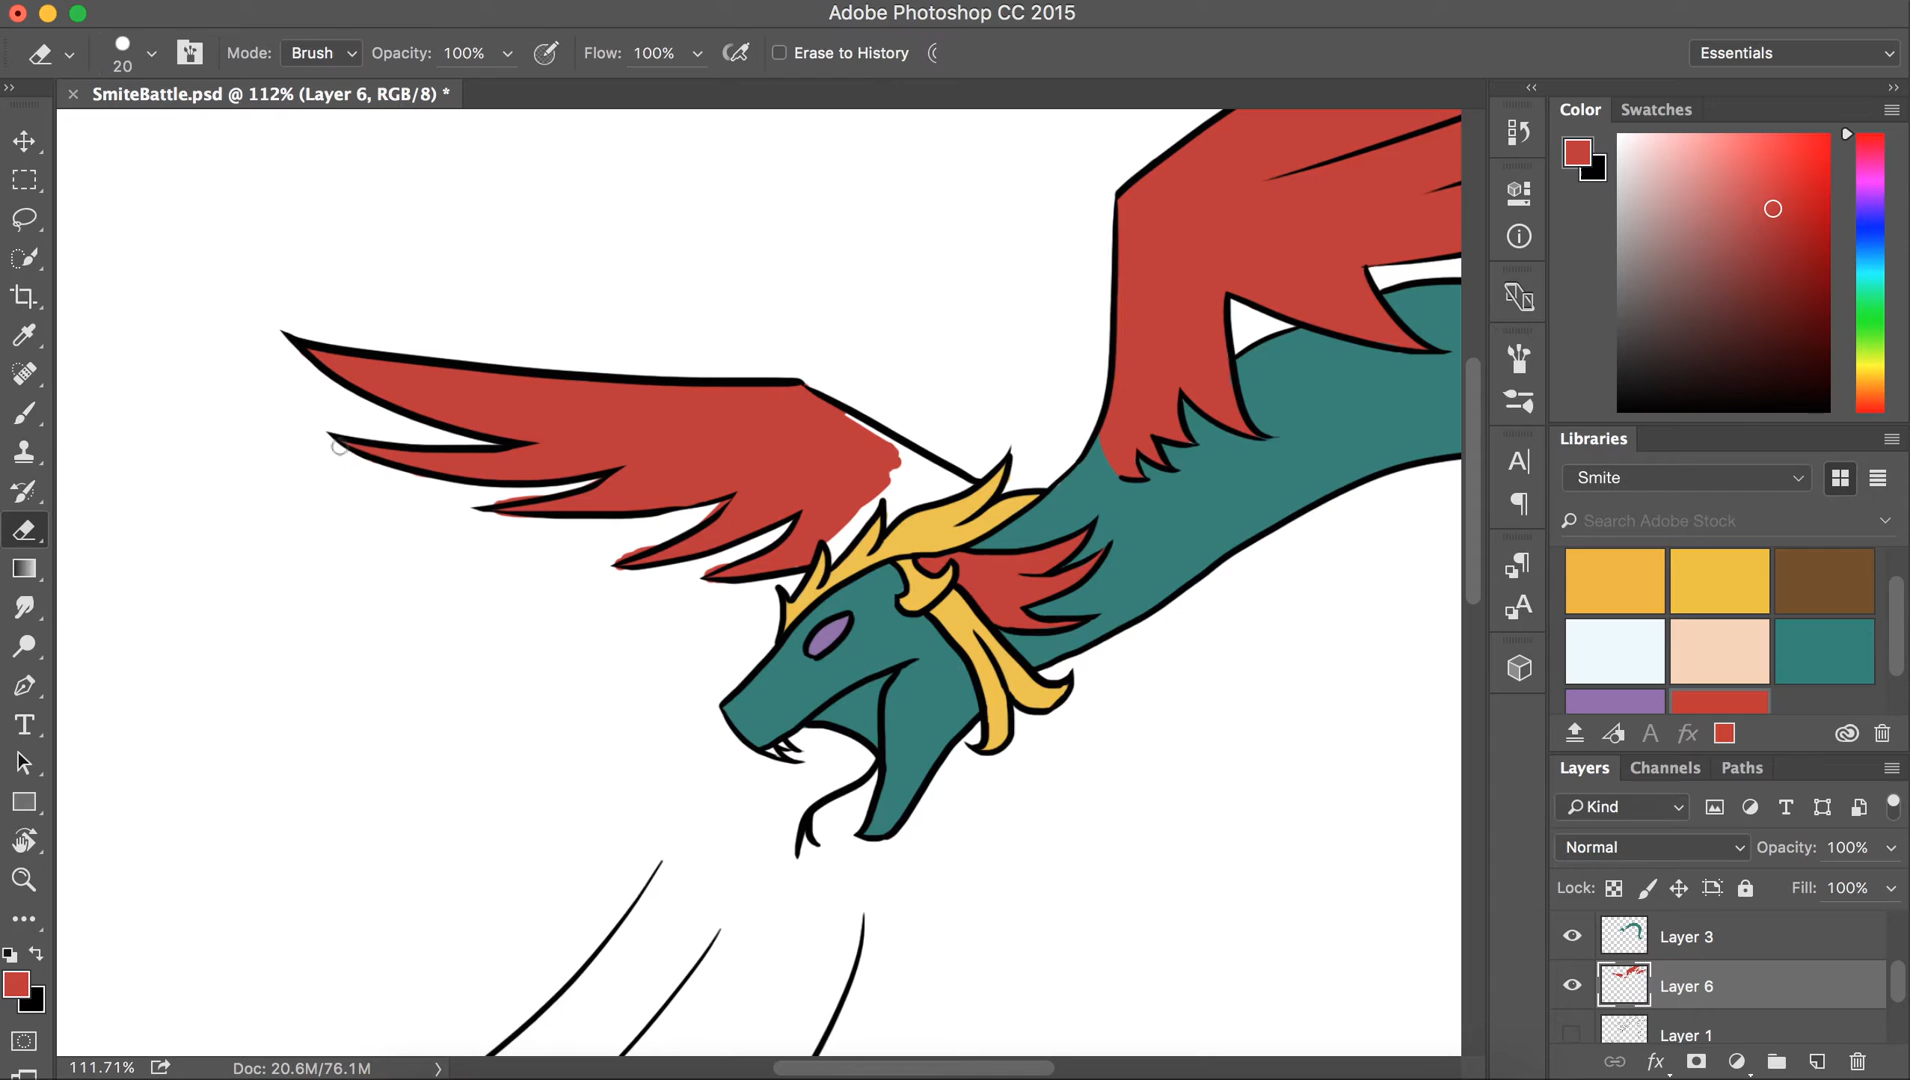 Adobe Photoshop CC 2015
20
Mode: Brush
Opacity: 100%
Flow: 100%
Erase to History
Essentials
SmiteBattle.psd @ 112% (Layer 6, RGB/8) *
Color
Swatches
Libraries
Smite
Search Adobe Stock
Layers
Channels
Paths
Kind
Normal
Opacity: 100%
Lock:
Fill: 100%
Layer 3
Layer 6
Layer 1
111.71%
Doc: 20.6M/76.1M